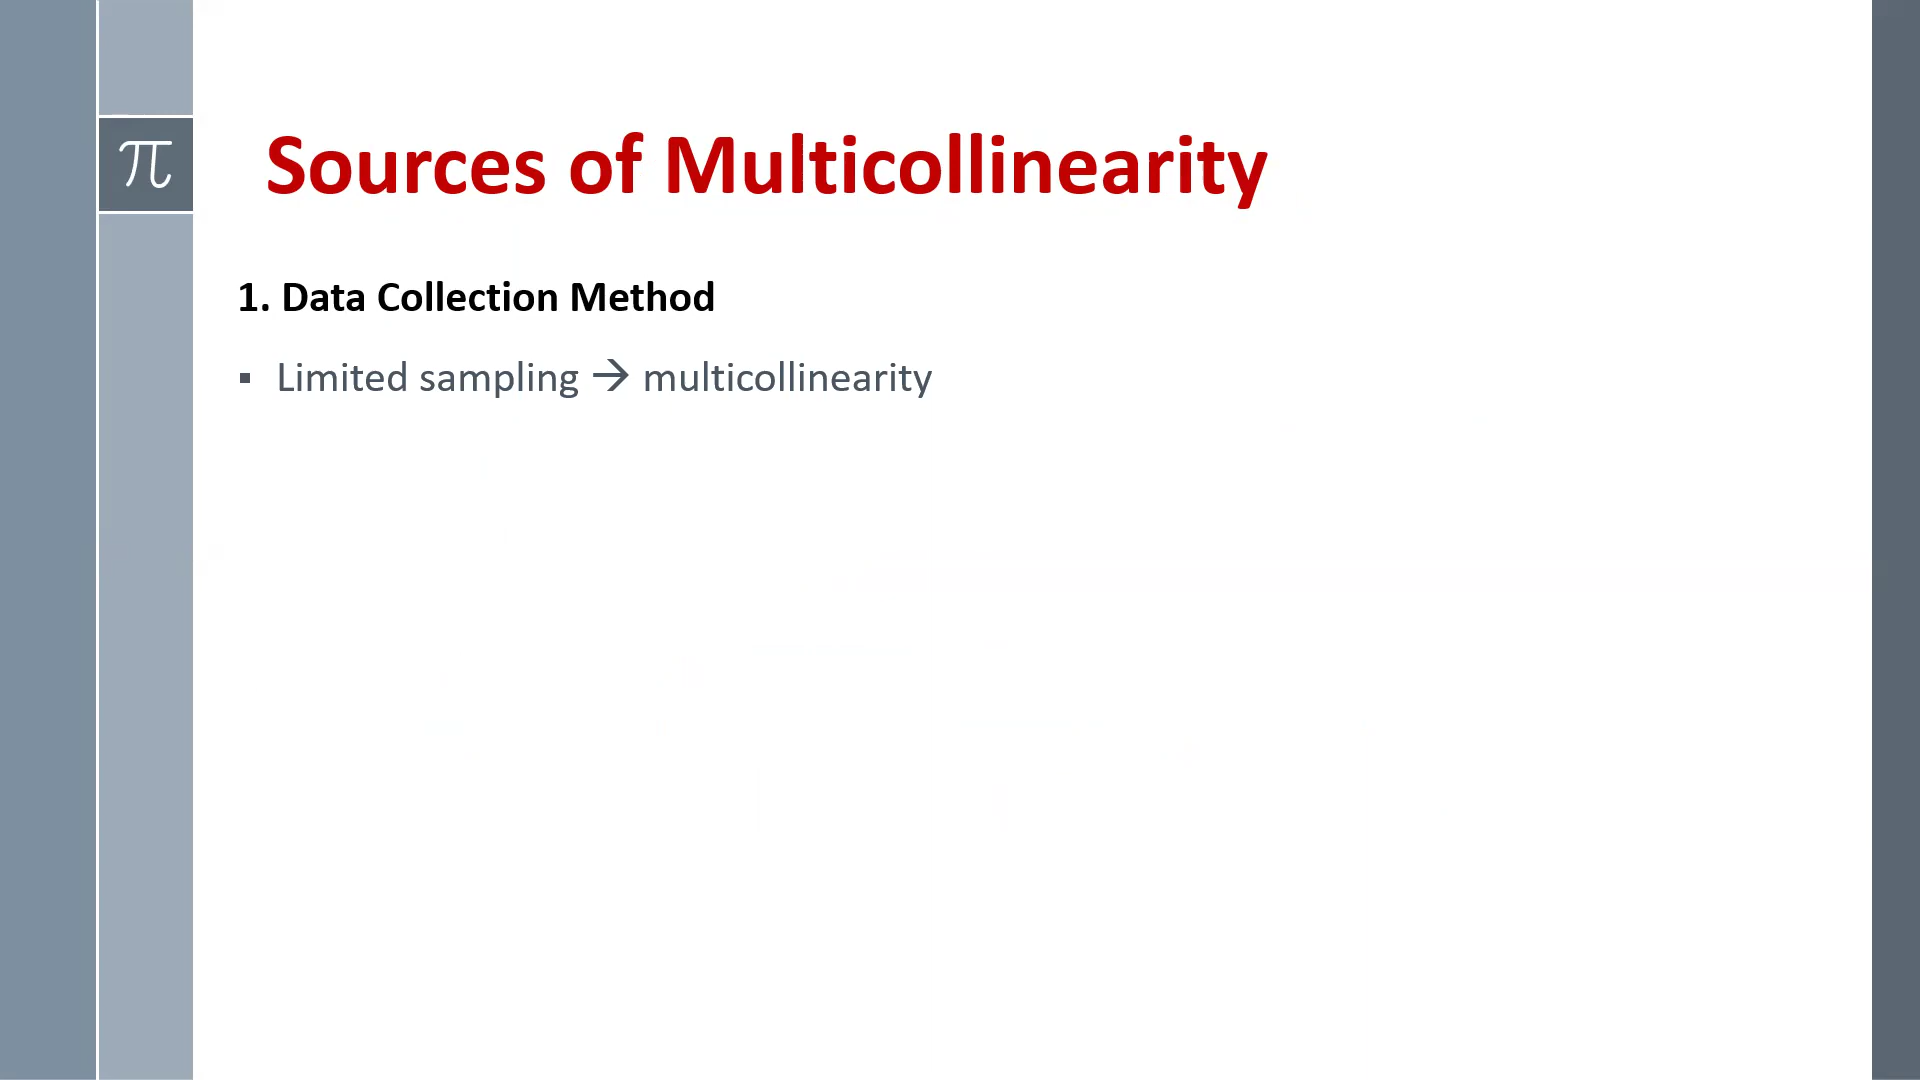 π
Sources of Multicollinearity
1. Data Collection Method
▪ Limited sampling → multicollinearity